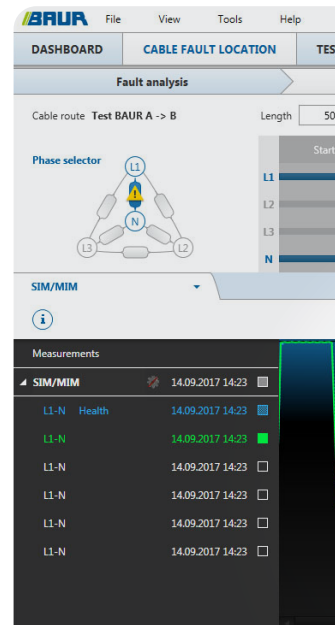 BAUR File View Tools Help
DASHBOARD CABLE FAULT LOCATION
Fault analysis
Cable route Test BAUR A -> B Length 50
Phase selector
Start
L1
L1
L2
N
L3
L3 L2
N
SIM/MIM
i
Measurements
SIM/MIM 14.09.2017 14:23
L1-N Health 14.09.2017 14:23
L1-N 14.09.2017 14:23
L1-N 14.09.2017 14:23
L1-N 14.09.2017 14:23
L1-N 14.09.2017 14:23
L1-N 14.09.2017 14:23